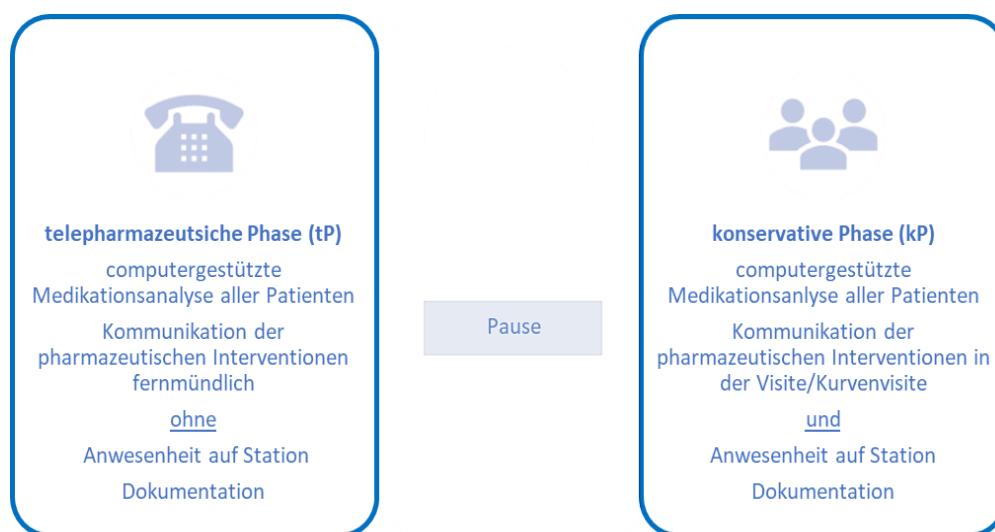 telepharmazeutsiche Phase (tP)
computergestützte
Medikationsanalyse aller Patienten
Kommunikation der
pharmazeutischen Interventionen
fernmündlich
ohne
Anwesenheit auf Station
Dokumentation
Pause
konservative Phase (kP)
computergestützte
Medikationsanlyse aller Patienten
Kommunikation der
pharmazeutischen Interventionen in
der Visite/Kurvenvisite
und
Anwesenheit auf Station
Dokumentation